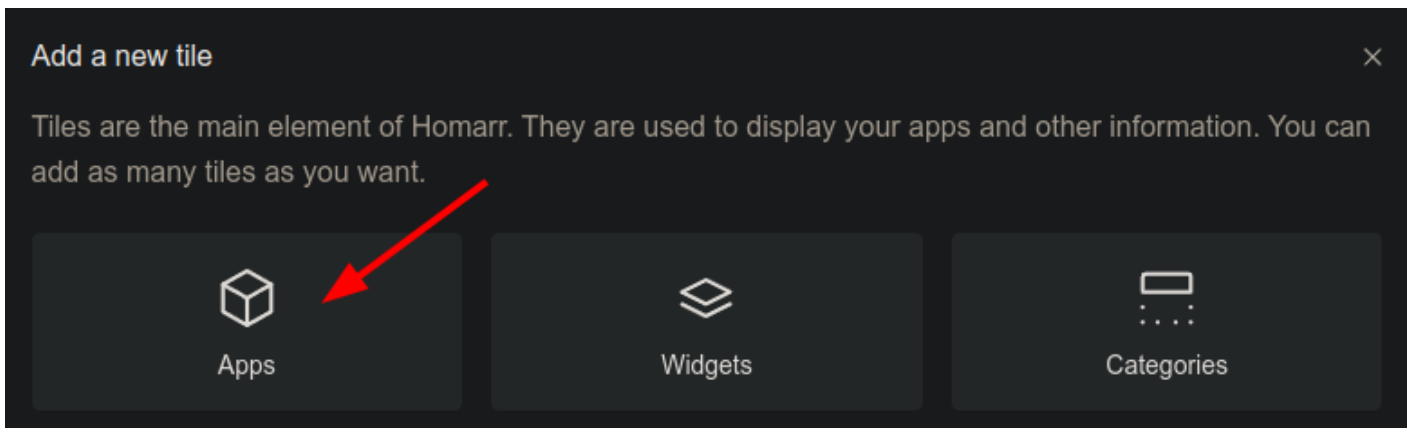 Add a new tile
Tiles are the main element of Homarr. They are used to display your apps and other information. You can
add as many tiles as you want.
Apps
Widgets
Categories